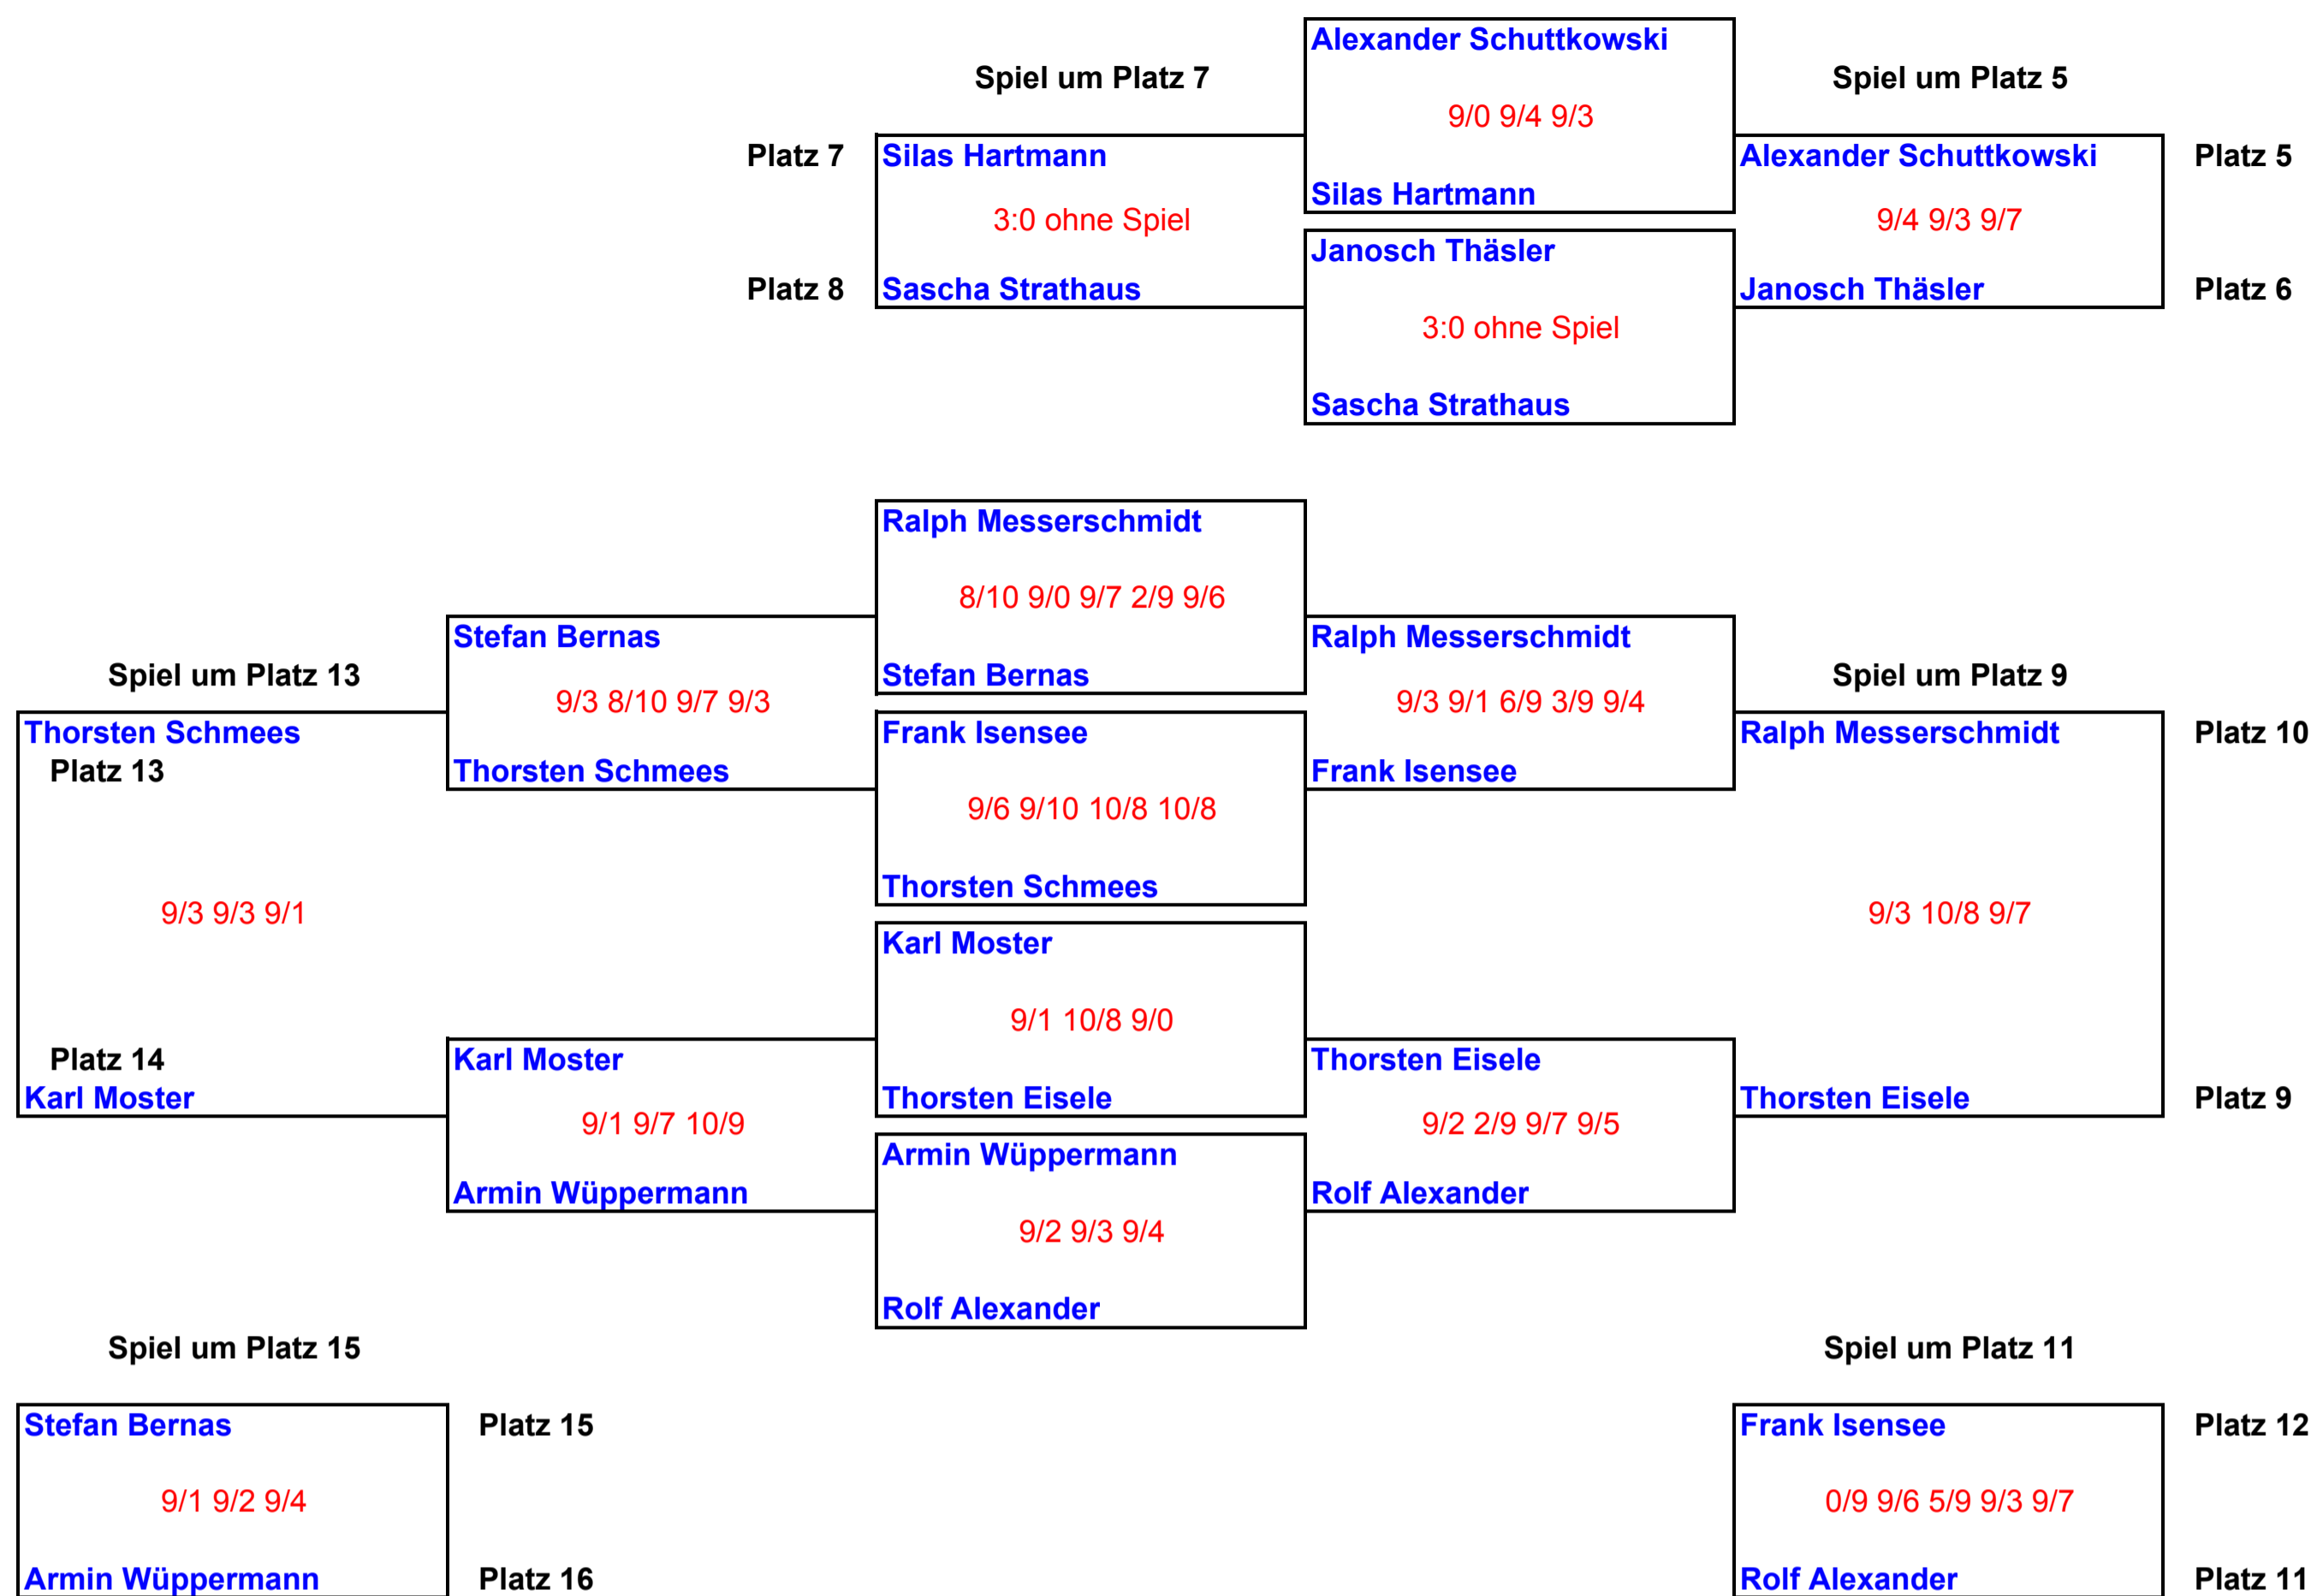 Alexander Schuttkowski
Spiel um Platz 7
Spiel um Platz 5
9/0 9/4 9/3
Platz 7
Silas Hartmann
Alexander Schuttkowski
Platz 5
Silas Hartmann
3:0 ohne Spiel
9/4 9/3 9/7
Janosch Thäsler
Platz 8
Sascha Strathaus
Janosch Thäsler
Platz 6
3:0 ohne Spiel
Sascha Strathaus
Ralph Messerschmidt
8/10 9/0 9/7 2/9 9/6
Stefan Bernas
Ralph Messerschmidt
Spiel um Platz 13
Stefan Bernas
Spiel um Platz 9
9/3 8/10 9/7 9/3
9/3 9/1 6/9 3/9 9/4
Thorsten Schmees
Frank Isensee
Ralph Messerschmidt
Platz 10
Platz 13
Thorsten Schmees
Frank Isensee
9/6 9/10 10/8 10/8
Thorsten Schmees
9/3 9/3 9/1
9/3 10/8 9/7
Karl Moster
9/1 10/8 9/0
Platz 14
Karl Moster
Thorsten Eisele
Karl Moster
Thorsten Eisele
Thorsten Eisele
Platz 9
9/1 9/7 10/9
9/2 2/9 9/7 9/5
Armin Wüppermann
Armin Wüppermann
Rolf Alexander
9/2 9/3 9/4
Rolf Alexander
Spiel um Platz 15
Spiel um Platz 11
Stefan Bernas
Platz 15
Frank Isensee
Platz 12
9/1 9/2 9/4
0/9 9/6 5/9 9/3 9/7
Armin Wüppermann
Platz 16
Rolf Alexander
Platz 11